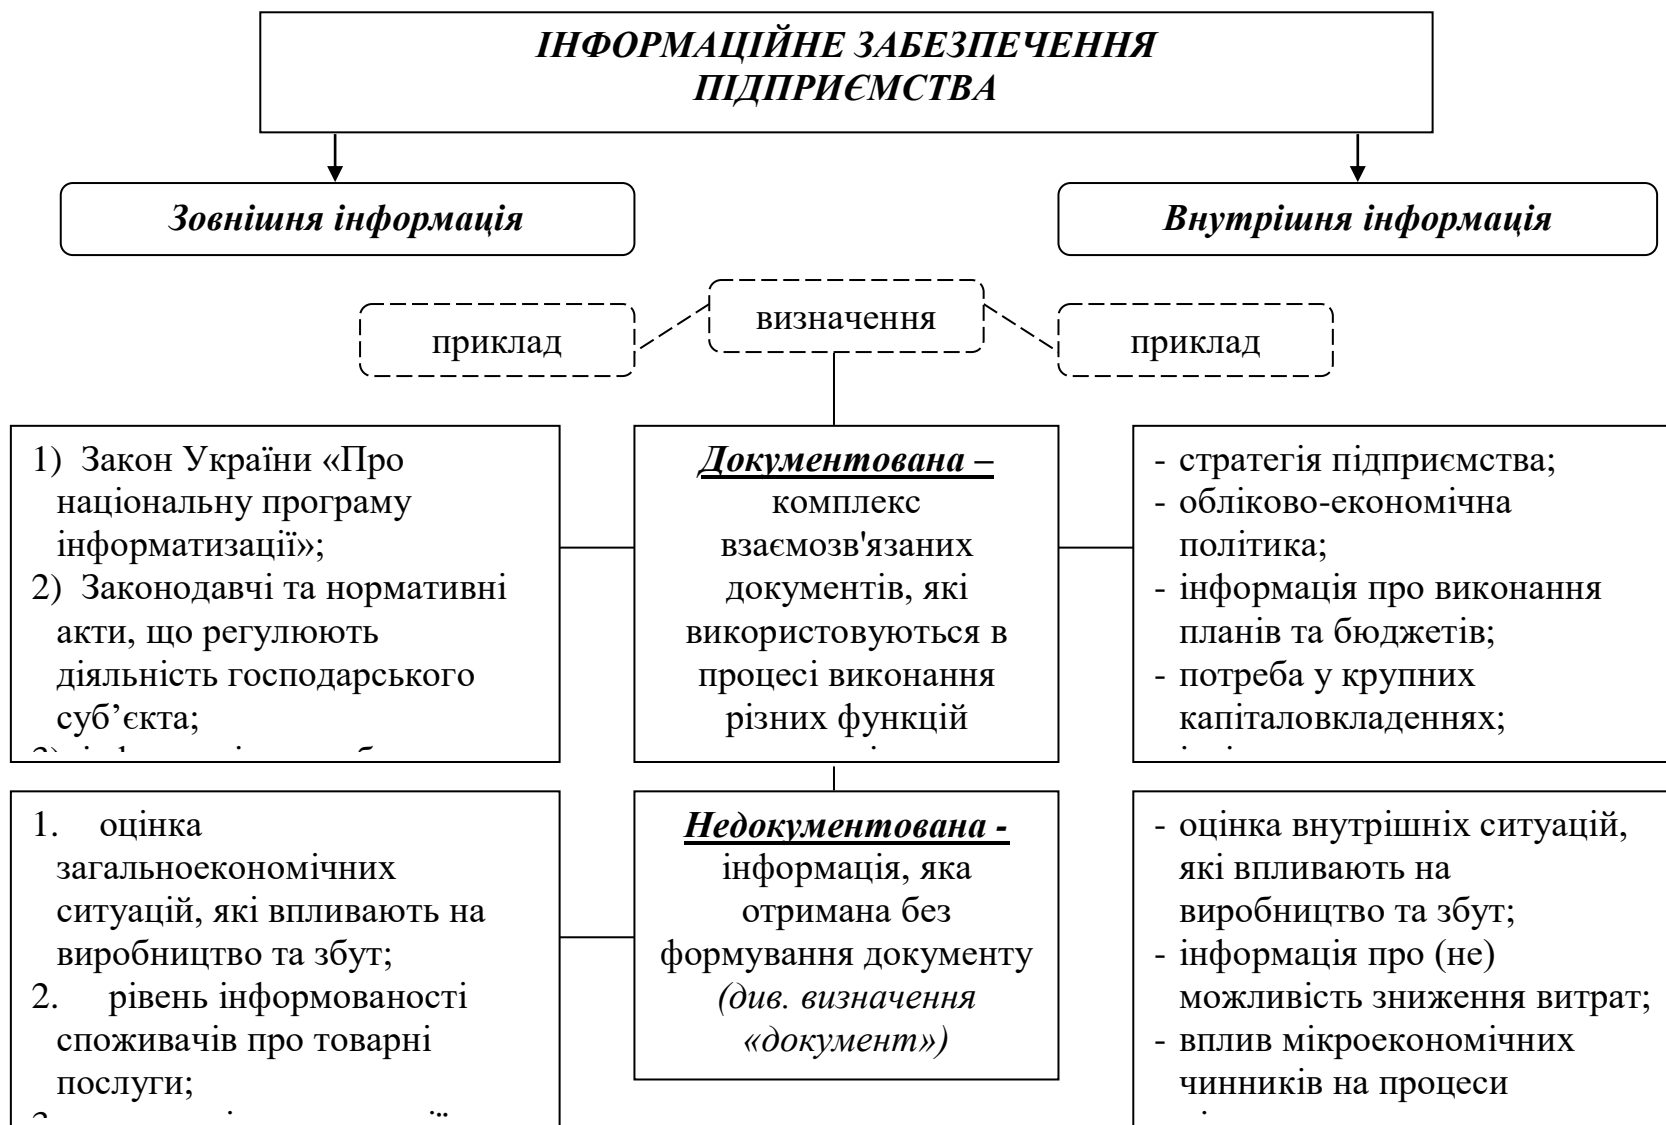 ІНФОРМАЦІЙНЕ ЗАБЕЗПЕЧЕННЯ
ПІДПРИЄМСТВА
Зовнішня інформація
Внутрішня інформація
визначення
приклад
приклад
1) Закон України «Про
національну програму
інформатизації»;
2) Законодавчі та нормативні
акти, що регулюють
діяльність господарського
суб’єкта;
Документована –
комплекс
взаємозв'язаних
документів, які
використовуються в
процесі виконання
різних функцій
- стратегія підприємства;
- обліково-економічна
політика;
- інформація про виконання
планів та бюджетів;
- потреба у крупних
капіталовкладеннях;
1. оцінка
загальноекономічних
ситуацій, які впливають на
виробництво та збут;
2. рівень інформованості
споживачів про товарні
послуги;
Недокументована -
інформація, яка
отримана без
формування документу
(див. визначення
«документ»)
- оцінка внутрішніх ситуацій,
які впливають на
виробництво та збут;
- інформація про (не)
можливість зниження витрат;
- вплив мікроекономічних
чинників на процеси